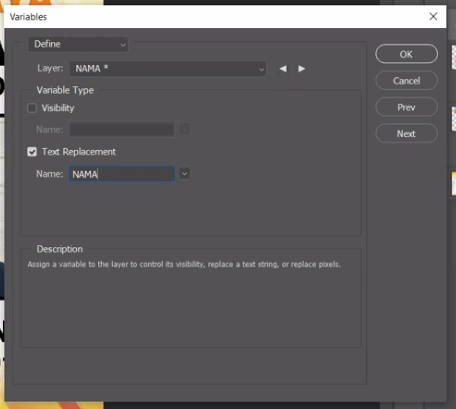 Variables
Define
OK
Layer: NAMA *
Cancel
Variable Type
Visibility
Prev
Name:
Next
Text Replacement
Name: NAMA
Description
Assign a variable to the layer to control its visibility, replace a text string, or replace pixels.